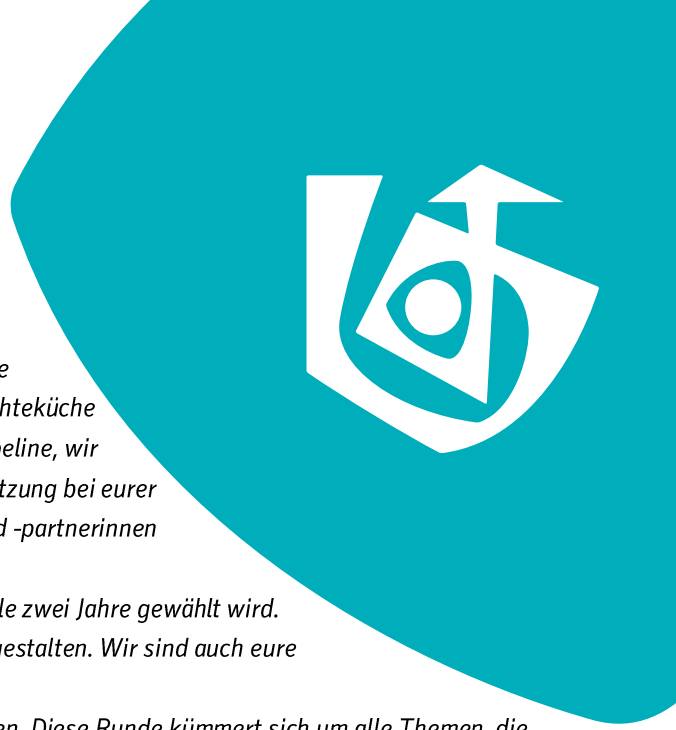 e
hteküche
eline, wir
tzung bei eurer
d -partnerinnen
le zwei Jahre gewählt wird.
gestalten. Wir sind auch eure
en. Diese Runde kümmert sich um alle Themen, die